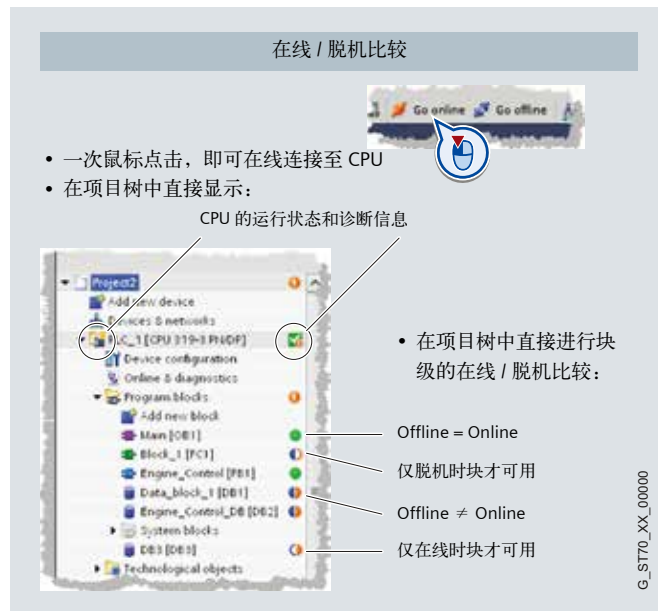 在线 / 脱机比较
Go online Go offline
• 一次鼠标点击，即可在线连接至 CPU
• 在项目树中直接显示：
CPU 的运行状态和诊断信息
Project2
Add new device
Devices & networks
PLC_1 [CPU 319-3 PN/DP]
Device configuration
Online & diagnostics
Program blocks
Add new block
Main [OB1]
Block_1 [FC1]
Engine_Control [FB1]
Data_block_1 [DB1]
Engine_Control_DB [DB2]
System blocks
DB3 [DB3]
Technological objects
• 在项目树中直接进行块
级的在线 / 脱机比较：
Offline = Online
仅脱机时块才可用
Offline ≠ Online
仅在线时块才可用
G_ST70_XX_00000